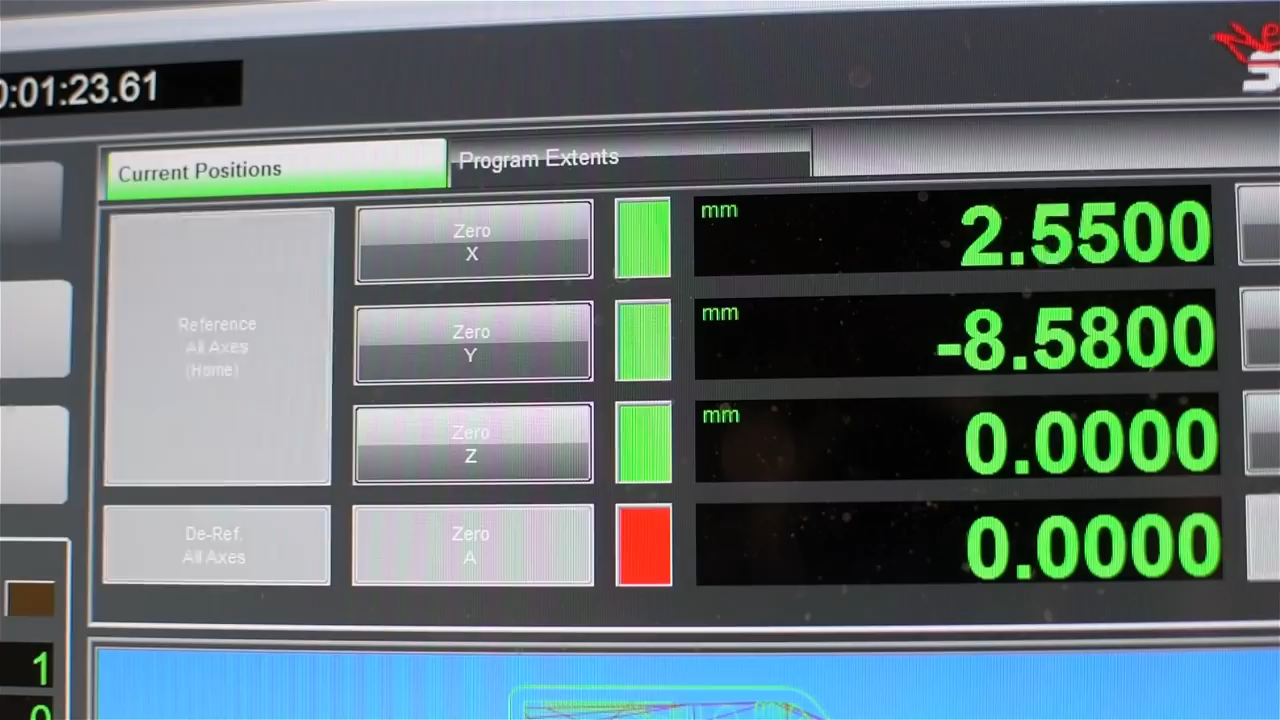 0:01:23.61
Current Positions
Program Extents
Reference
All Axes
(Home)
Zero
X
mm
2.5500
Zero
Y
mm
-8.5800
Zero
Z
mm
0.0000
De-Ref.
All Axes
Zero
A
0.0000
1
0